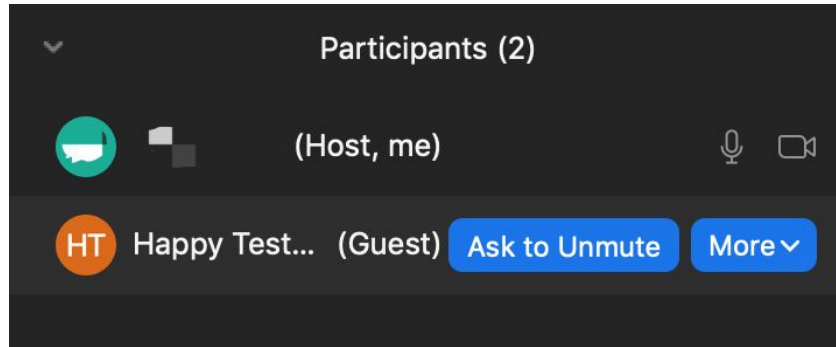 Participants (2)
(Host, me)
HT Happy Test... (Guest) Ask to Unmute More